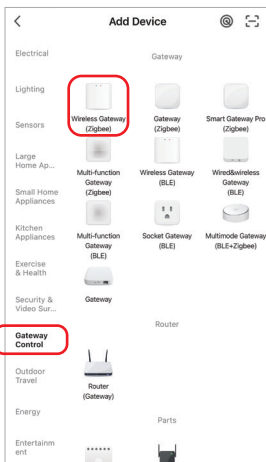 Add Device
Electrical
Lighting
Sensors
Large
Home Ap...
Small Home
Appliances
Kitchen
Appliances
Exercise
& Health
Security &
Video Sur...
Gateway
Control
Outdoor
Travel
Energy
Entertainm
ent
Gateway
Wireless Gateway
(Zigbee)
Gateway
(Zigbee)
Smart Gateway Pro
(Zigbee)
Multi-function
Gateway
(Zigbee)
Wireless Gateway
(BLE)
Wired&wireless
Gateway
(BLE)
Multi-function
Gateway
(BLE)
Socket Gateway
(BLE)
Multimode Gateway
(BLE+Zigbee)
Gateway
Router
Router
(Gateway)
Parts